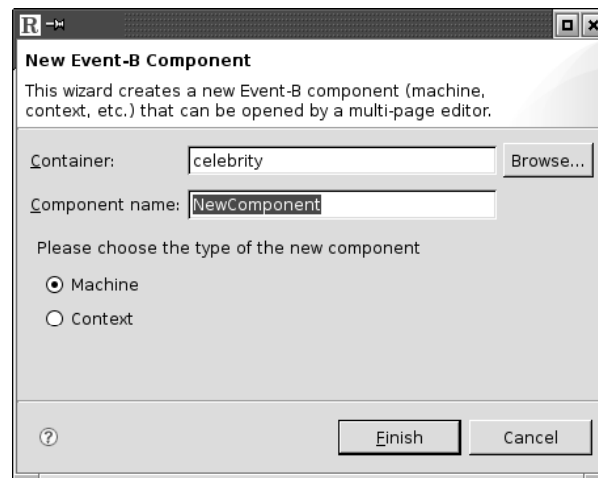 R
New Event-B Component
This wizard creates a new Event-B component (machine,
context, etc.) that can be opened by a multi-page editor.
Container: celebrity Browse...
Component name: NewComponent
Please choose the type of the new component
Machine
Context
? Finish Cancel